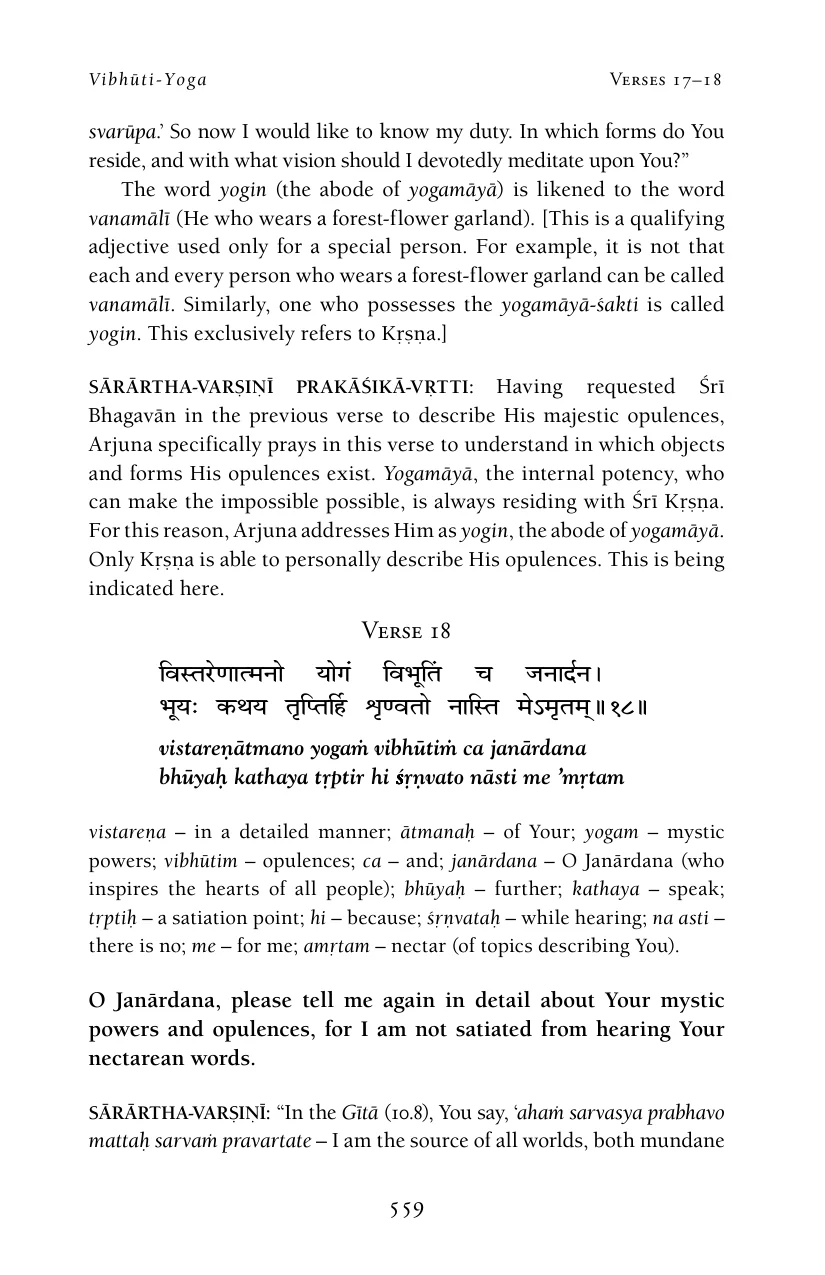 Vibhūti-Yoga VERSES 17–18
svarūpa.’ So now I would like to know my duty. In which forms do You
reside, and with what vision should I devotedly meditate upon You?”
The word yogin (the abode of yogamāyā) is likened to the word
vanamālī (He who wears a forest-flower garland). [This is a qualifying
adjective used only for a special person. For example, it is not that
each and every person who wears a forest-flower garland can be called
vanamālī. Similarly, one who possesses the yogamāyā-śakti is called
yogin. This exclusively refers to Kṛṣṇa.]
SĀRĀRTHA-VARṢIṆĪ PRAKĀŚIKĀ-VṚTTI: Having requested Śrī
Bhagavān in the previous verse to describe His majestic opulences,
Arjuna specifically prays in this verse to understand in which objects
and forms His opulences exist. Yogamāyā, the internal potency, who
can make the impossible possible, is always residing with Śrī Kṛṣṇa.
For this reason, Arjuna addresses Him as yogin, the abode of yogamāyā.
Only Kṛṣṇa is able to personally describe His opulences. This is being
indicated here.
VERSE 18
विस्तरेणात्मनो योगं विभूतिं च जनार्दन।
भूयः कथय तृप्तिर्हि शृण्वतो नास्ति मेऽमृतम्॥१८॥
vistareṇātmano yogaṁ vibhūtiṁ ca janārdana
bhūyaḥ kathaya tṛptir hi śṛṇvato nāsti me ’mṛtam
vistareṇa – in a detailed manner; ātmanaḥ – of Your; yogam – mystic
powers; vibhūtim – opulences; ca – and; janārdana – O Janārdana (who
inspires the hearts of all people); bhūyaḥ – further; kathaya – speak;
tṛptiḥ – a satiation point; hi – because; śṛṇvataḥ – while hearing; na asti –
there is no; me – for me; amṛtam – nectar (of topics describing You).
O Janārdana, please tell me again in detail about Your mystic
powers and opulences, for I am not satiated from hearing Your
nectarean words.
SĀRĀRTHA-VARṢIṆĪ: “In the Gītā (10.8), You say, ‘ahaṁ sarvasya prabhavo
mattaḥ sarvaṁ pravartate – I am the source of all worlds, both mundane
559